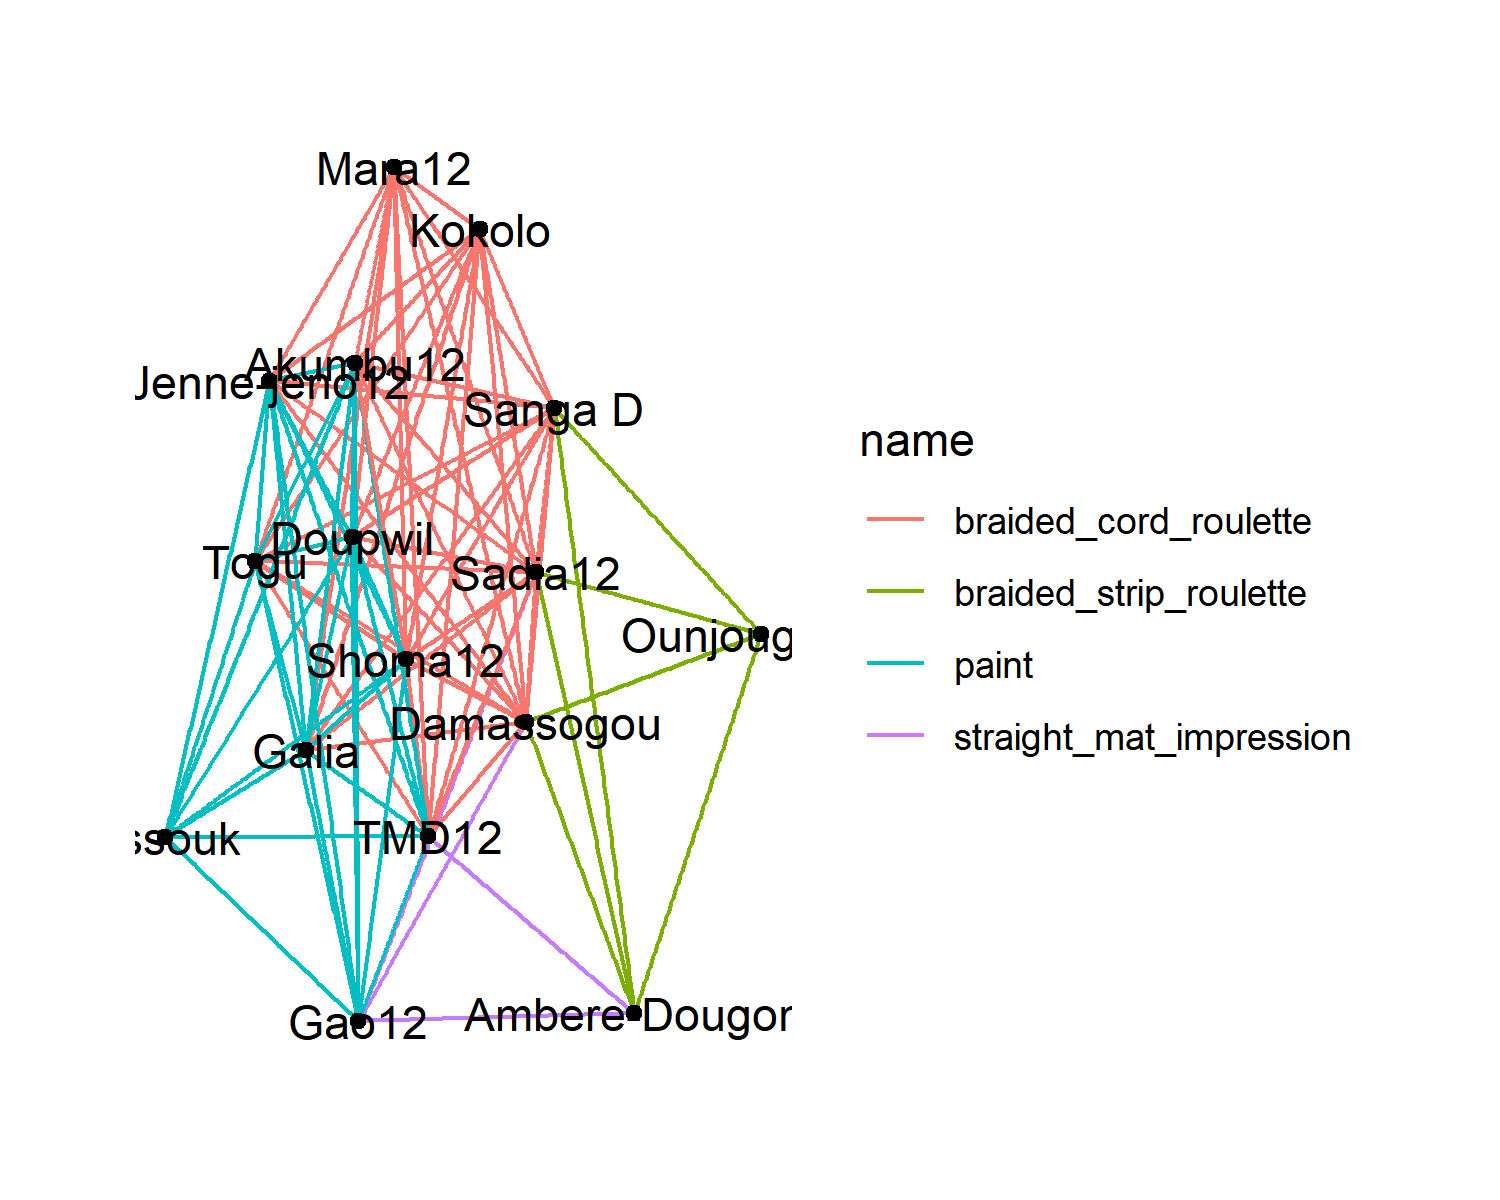 Mara12
Kokolo
Akumbu12
Jenne-jeno12
Sanga D
Doupwil
Togu
Sadia12
Ounjoug
Shoma12
Damassogou
Galia
ssouk
TMD12
Gao12
Ambere Dougon
name
braided_cord_roulette
braided_strip_roulette
paint
straight_mat_impression